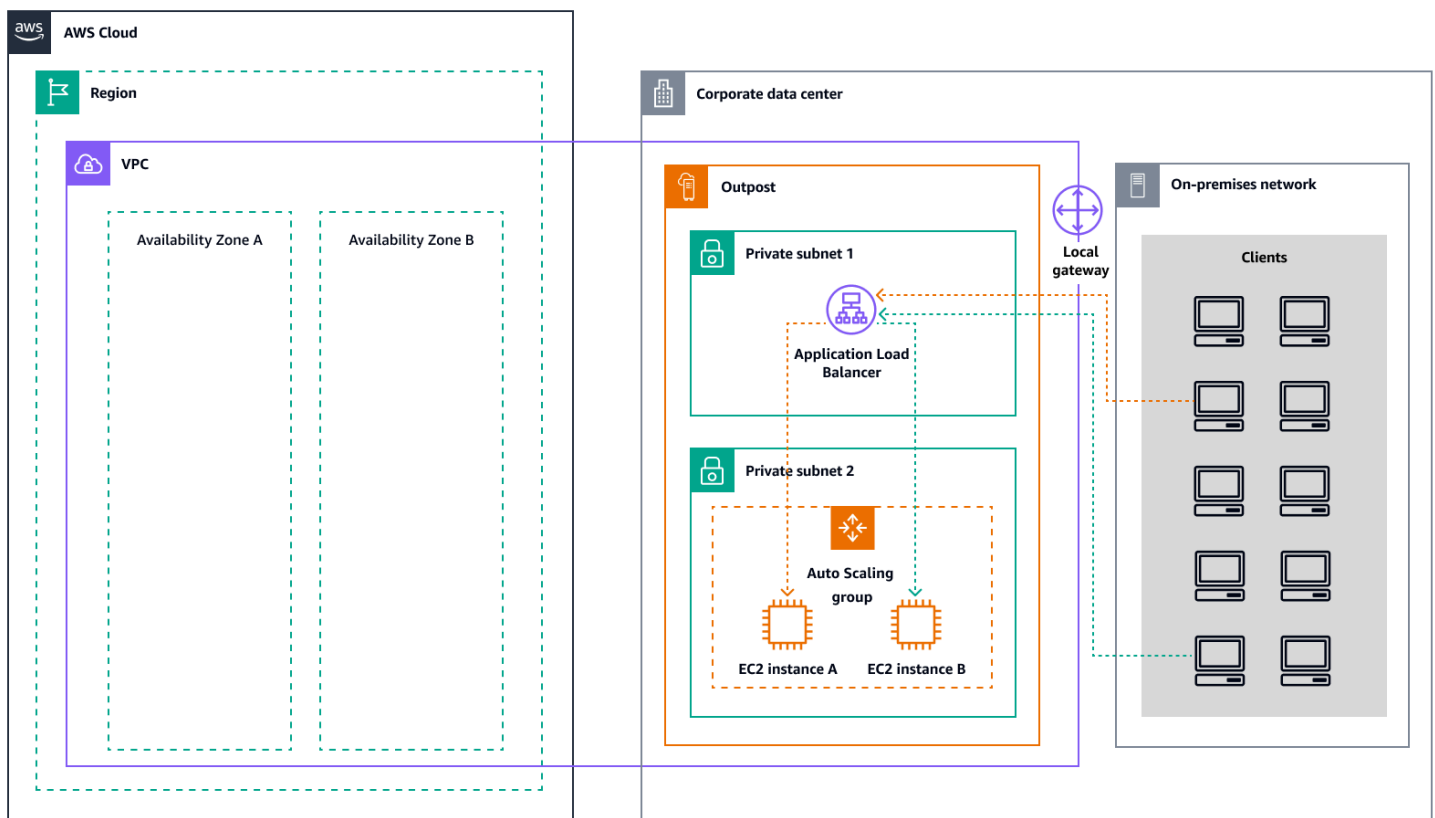 aws
AWS Cloud
Region
VPC
Availability Zone A
Availability Zone B
Corporate data center
Outpost
Private subnet 1
Application Load
Balancer
Private subnet 2
Auto Scaling
group
EC2 instance A
EC2 instance B
Local
gateway
On-premises network
Clients